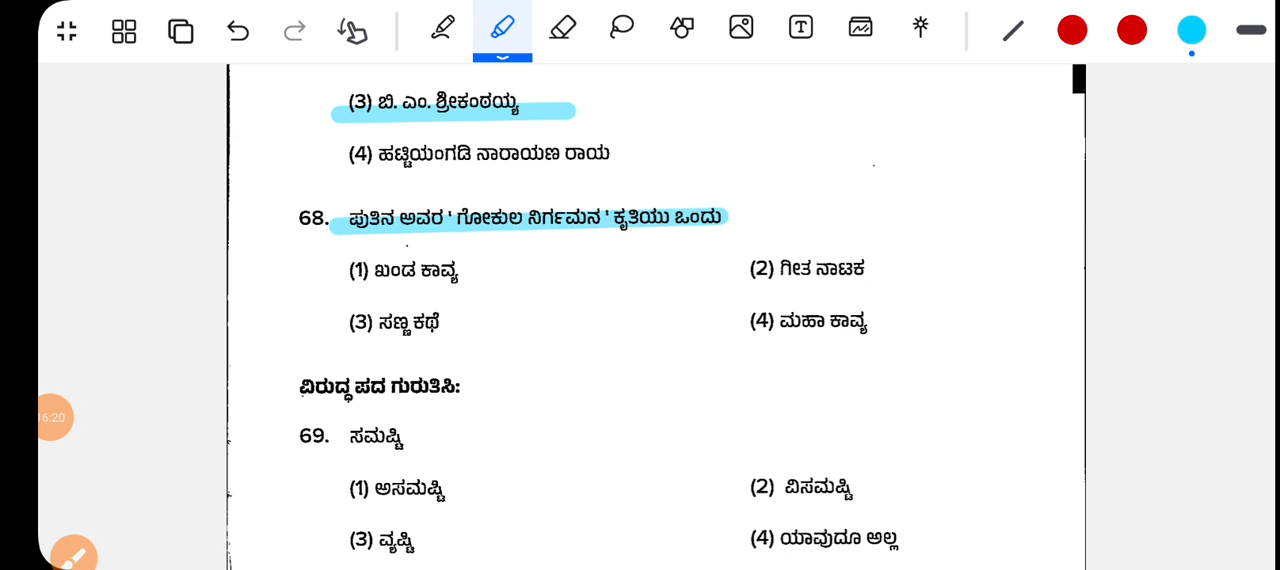 (3) ಬಿ. ಎಂ. ಶ್ರೀಕಂಠಯ್ಯ
(4) ಹಟ್ಟಿಯಂಗಡಿ ನಾರಾಯಣ ರಾಯ
68. ಪುತಿನ ಅವರ ' ಗೋಕುಲ ನಿರ್ಗಮನ ' ಕೃತಿಯು ಒಂದು
(1) ಖಂಡ ಕಾವ್ಯ (2) ಗೀತ ನಾಟಕ
(3) ಸಣ್ಣ ಕಥೆ (4) ಮಹಾ ಕಾವ್ಯ
ವಿರುದ್ಧ ಪದ ಗುರುತಿಸಿ:
16:20
69. ಸಮಷ್ಟಿ
(1) ಅಸಮಷ್ಟಿ (2) ವಿಸಮಷ್ಟಿ
(3) ವ್ಯಷ್ಟಿ (4) ಯಾವುದೂ ಅಲ್ಲ